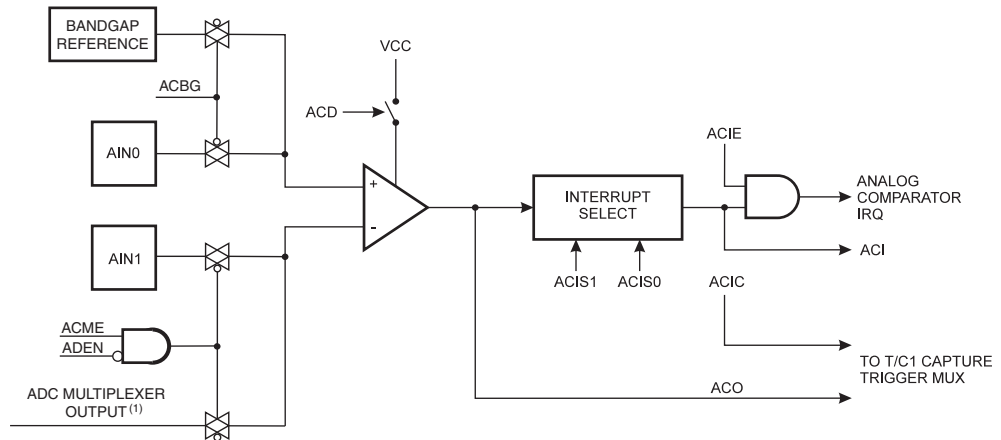 BANDGAP
REFERENCE
VCC
ACBG
ACD
AIN0
ACIE
+
INTERRUPT
SELECT
ANALOG
COMPARATOR
IRQ
-
AIN1
ACI
ACIS1
ACIS0
ACIC
ACME
ADEN
TO T/C1 CAPTURE
TRIGGER MUX
ADC MULTIPLEXER
OUTPUT (1)
ACO